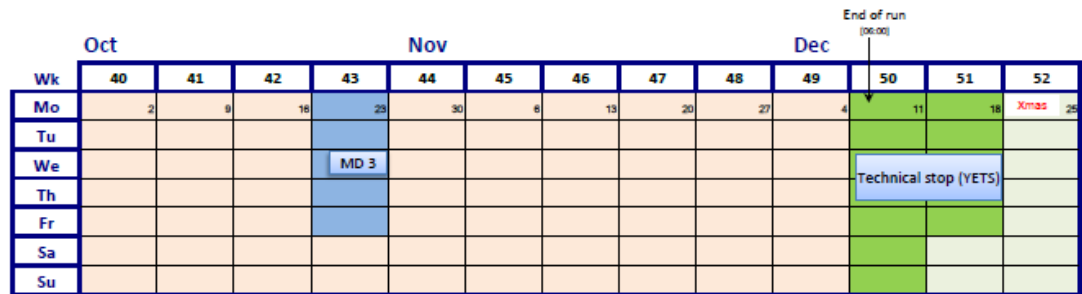 End of run
[06:00]
Oct Nov Dec
Wk 40 41 42 43 44 45 46 47 48 49 50 51 52
Mo 2 9 16 23 30 6 13 20 27 4 11 18 Xmas 25
Tu
We MD 3
Technical stop (YETS)
Th
Fr
Sa
Su